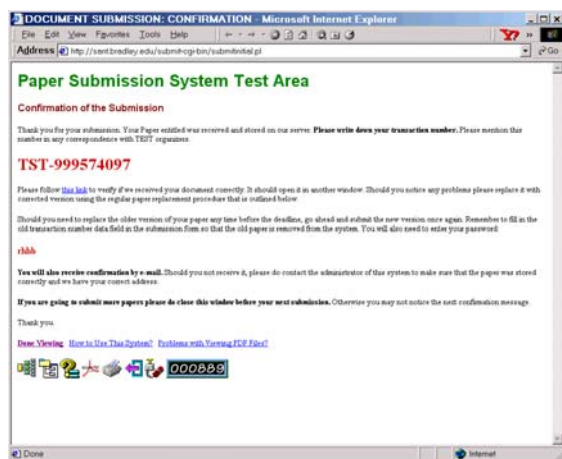 DOCUMENT SUBMISSION: CONFIRMATION - Microsoft Internet Explorer
File Edit View Favorites Tools Help
Address http://sant.bradley.edu/submit-cgi-bin/submitinitial.pl Go
Paper Submission System Test Area
Confirmation of the Submission
Thank you for your submission. Your Paper entitled was received and stored on our server. Please write down your transaction number. Please mention this
number in any correspondence with TEST organizers.
TST-999574097
Please follow this link to verify if we received your document correctly. It should open it in another window. Should you notice any problems please replace it with
corrected version using the regular paper replacement procedure that is outlined below.
Should you need to replace the older version of your paper any time before the deadline, go ahead and submit the new version once again. Remember to fill in the
old transaction number data field in the submission form so that the old paper is removed from the system. You will also need to enter your password:
You will also receive confirmation by e-mail. Should you not receive it, please do contact the administrator of this system to make sure that the paper was stored
correctly and we have your correct address.
If you are going to submit more papers please do close this window before your next submission. Otherwise you may not notice the next confirmation message.
Thank you.
Done Viewing How to Use This System? Problems with Viewing PDF Files?
000889
Done Internet